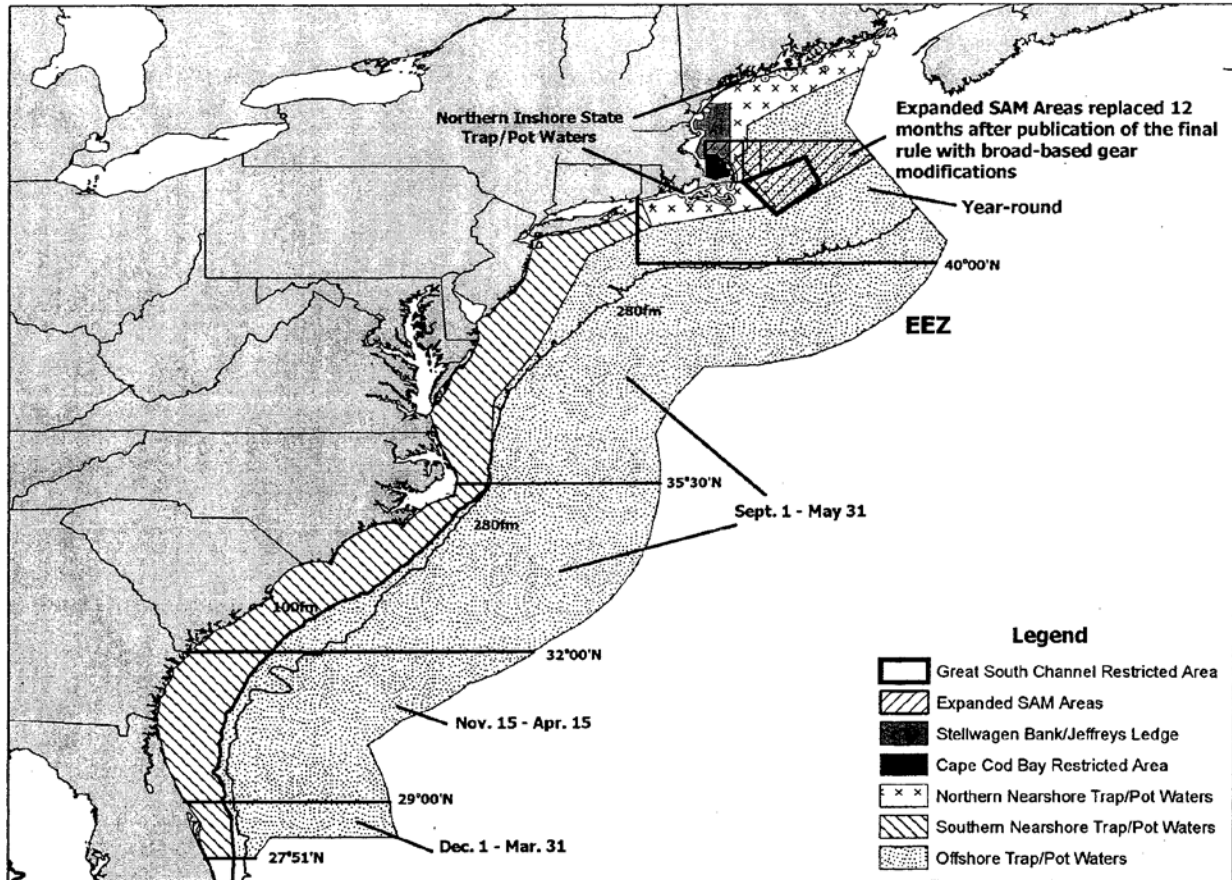 Northern Inshore State
Trap/Pot Waters
Expanded SAM Areas replaced 12
months after publication of the final
rule with broad-based gear
modifications
Year-round
40°00'N
280fm
EEZ
35°30'N
Sept. 1 - May 31
280fm
100fm
32°00'N
Nov. 15 - Apr. 15
29°00'N
Dec. 1 - Mar. 31
27°51'N
Legend
Great South Channel Restricted Area
Expanded SAM Areas
Stellwagen Bank/Jeffreys Ledge
Cape Cod Bay Restricted Area
Northern Nearshore Trap/Pot Waters
Southern Nearshore Trap/Pot Waters
Offshore Trap/Pot Waters